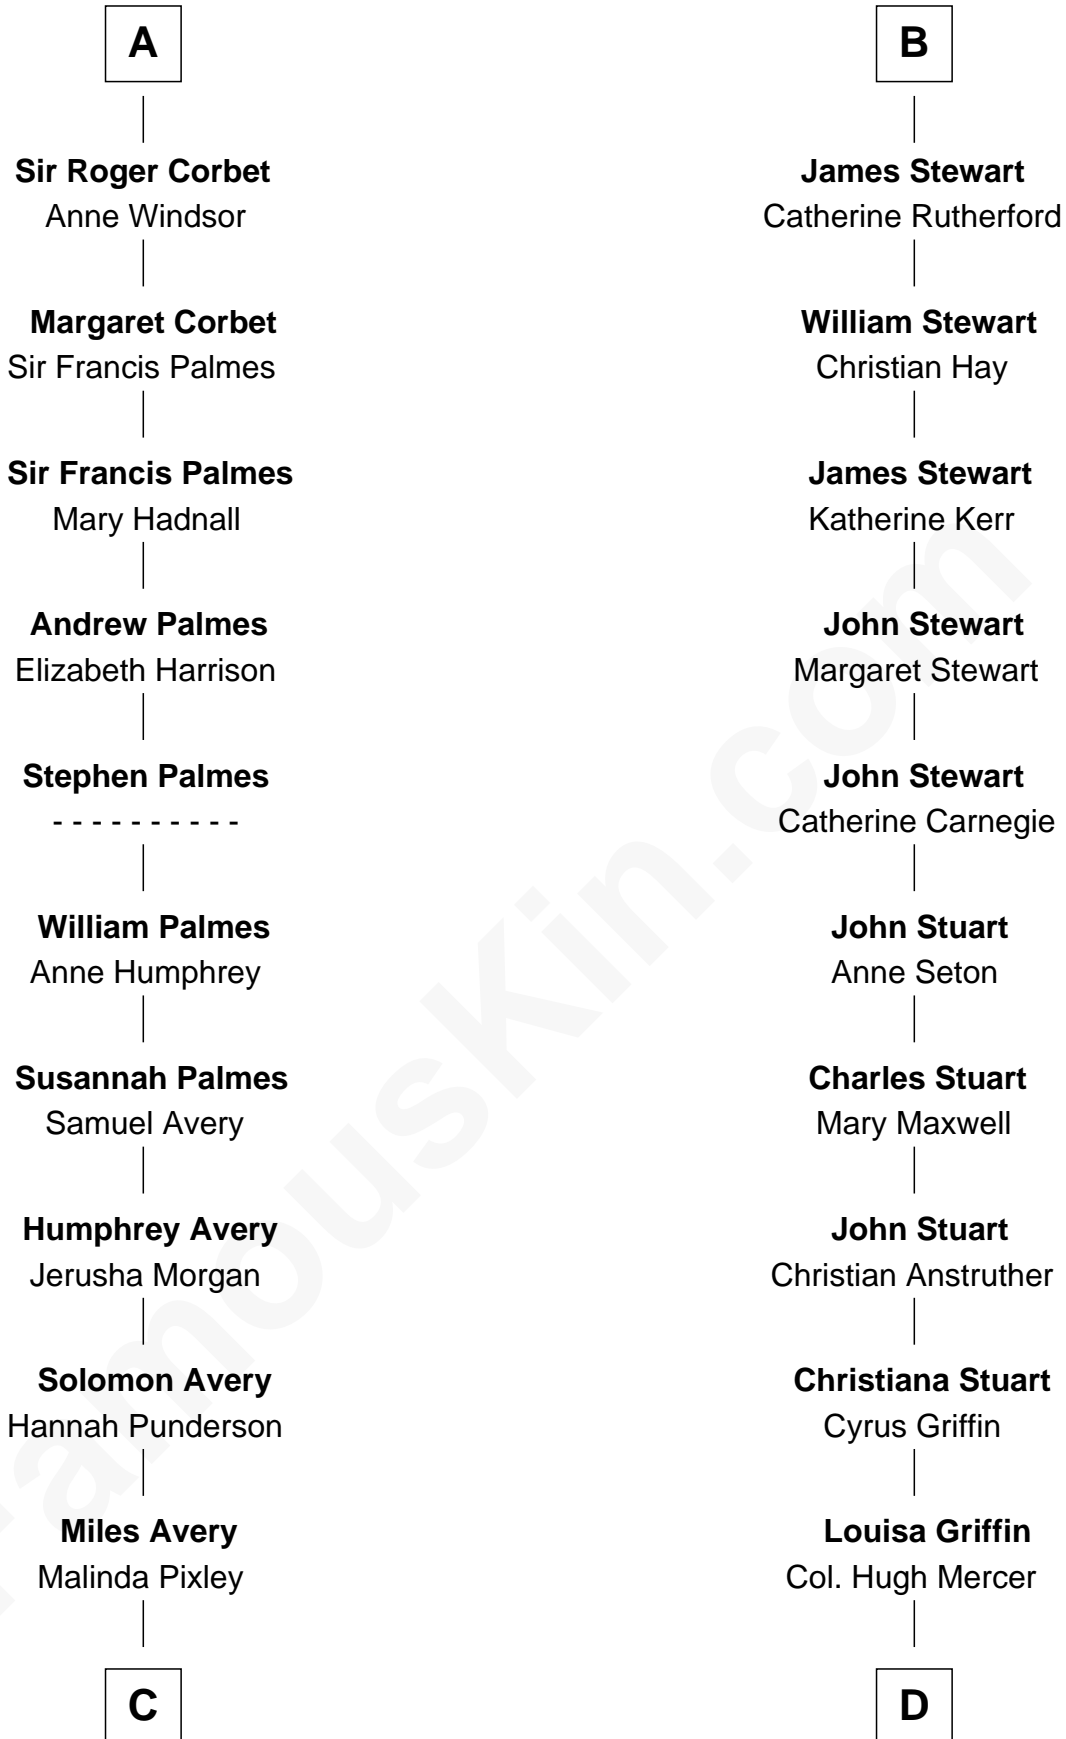 A
Sir Roger Corbet
Anne Windsor
Margaret Corbet
Sir Francis Palmes
Sir Francis Palmes
Mary Hadnall
Andrew Palmes
Elizabeth Harrison
Stephen Palmes
- - - - - - - - - -
William Palmes
Anne Humphrey
Susannah Palmes
Samuel Avery
Humphrey Avery
Jerusha Morgan
Solomon Avery
Hannah Punderson
Miles Avery
Malinda Pixley
C
B
James Stewart
Catherine Rutherford
William Stewart
Christian Hay
James Stewart
Katherine Kerr
John Stewart
Margaret Stewart
John Stewart
Catherine Carnegie
John Stuart
Anne Seton
Charles Stuart
Mary Maxwell
John Stuart
Christian Anstruther
Christiana Stuart
Cyrus Griffin
Louisa Griffin
Col. Hugh Mercer
D
FamousKin.com